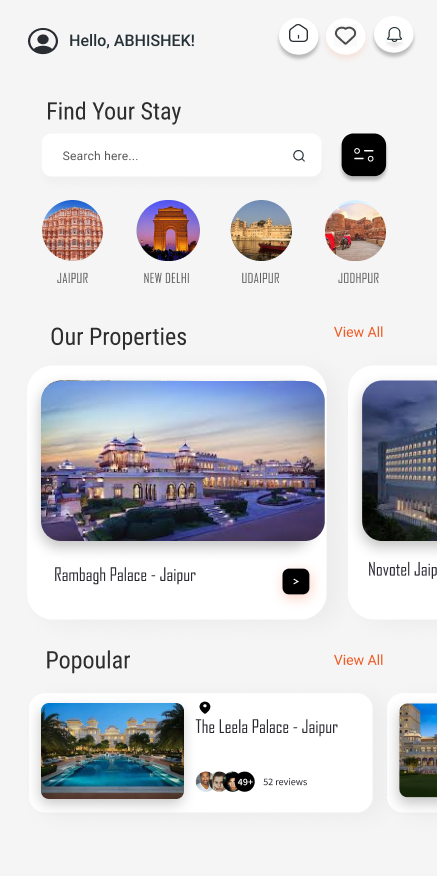 Hello, ABHISHEK!
Find Your Stay
Search here...
JAIPUR
NEW DELHI
UDAIPUR
JODHPUR
Our Properties
View All
Rambagh Palace - Jaipur
>
Novotel Jaip
Popoular
View All
The Leela Palace - Jaipur
49+
52 reviews